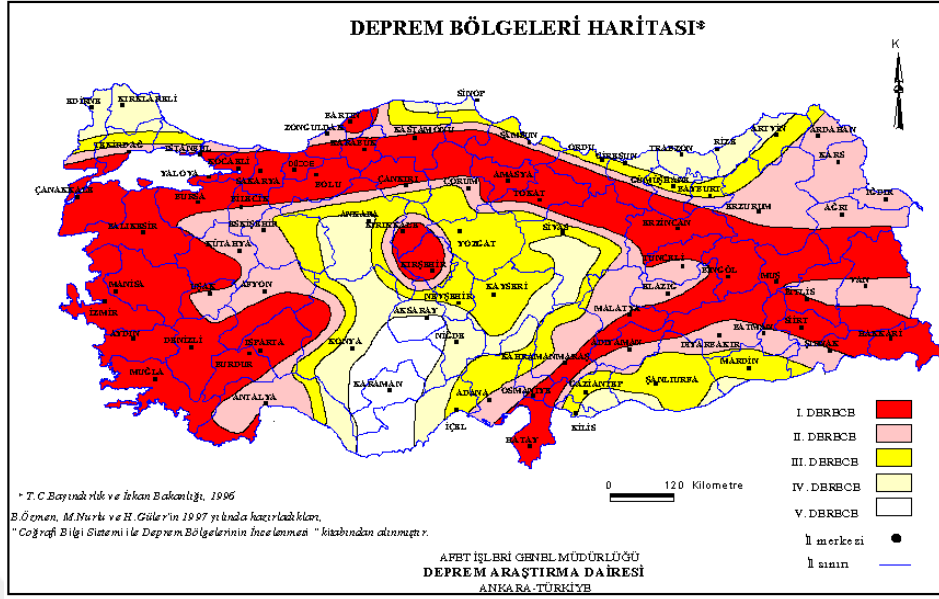 DEPREM BÖLGELERİ HARİTASI*
K
SİNOP
EDİRNE KIRKLARELİ
BARTIN
ZONGULDAK
KASTAMONU
SAMSUN
ARTVİN
ARDAHAN
TEKİRDAĞ
İSTANBUL
KOCAELİ
DÜZCE
KARABÜK
ORDU
GİRESUN
TRABZON
RİZE
KARS
YALOVA
SAKARYA
BOLU
ÇANKIRI
ÇORUM
AMASYA
TOKAT
GÜMÜŞHANE
BAYBURT
IĞDIR
ÇANAKKALE
BURSA
BİLECİK
ERZURUM
AĞRI
BALIKESİR
ESKİŞEHİR
ANKARA
KIRIKKALE
YOZGAT
SİVAS
ERZİNCAN
KÜTAHYA
KIRŞEHİR
TUNCELİ
BİNGÖL
MUŞ
MANİSA
UŞAK
AFYON
NEVŞEHİR
KAYSERİ
ELAZIĞ
BİTLİS
VAN
İZMİR
AKSARAY
MALATYA
AYDIN
DENİZLİ
ISPARTA
BURDUR
KONYA
NİĞDE
KAHRAMANMARAŞ
ADIYAMAN
DİYARBAKIR
BATMAN
SİİRT
ŞIRNAK
HAKKARİ
MUĞLA
ANTALYA
KARAMAN
ADANA
OSMANİYE
GAZİANTEP
ŞANLIURFA
MARDİN
İÇEL
HATAY
KİLİS
I. DERECE
II. DERECE
III. DERECE
IV. DERECE
V. DERECE
İl merkezi
İl sınırı
0 120 Kilometre
* T.C.Bayındırlık ve İskan Bakanlığı, 1996
B.Özmen, M.Nurlu ve H.Güler'in 1997 yılında hazırladıkları,
" Coğrafi Bilgi Sistemi ile Deprem Bölgelerinin İncelenmesi " kitabından alınmıştır.
AFET İŞLERİ GENEL MÜDÜRLÜĞÜ
DEPREM ARAŞTIRMA DAİRESİ
ANKARA-TÜRKİYE